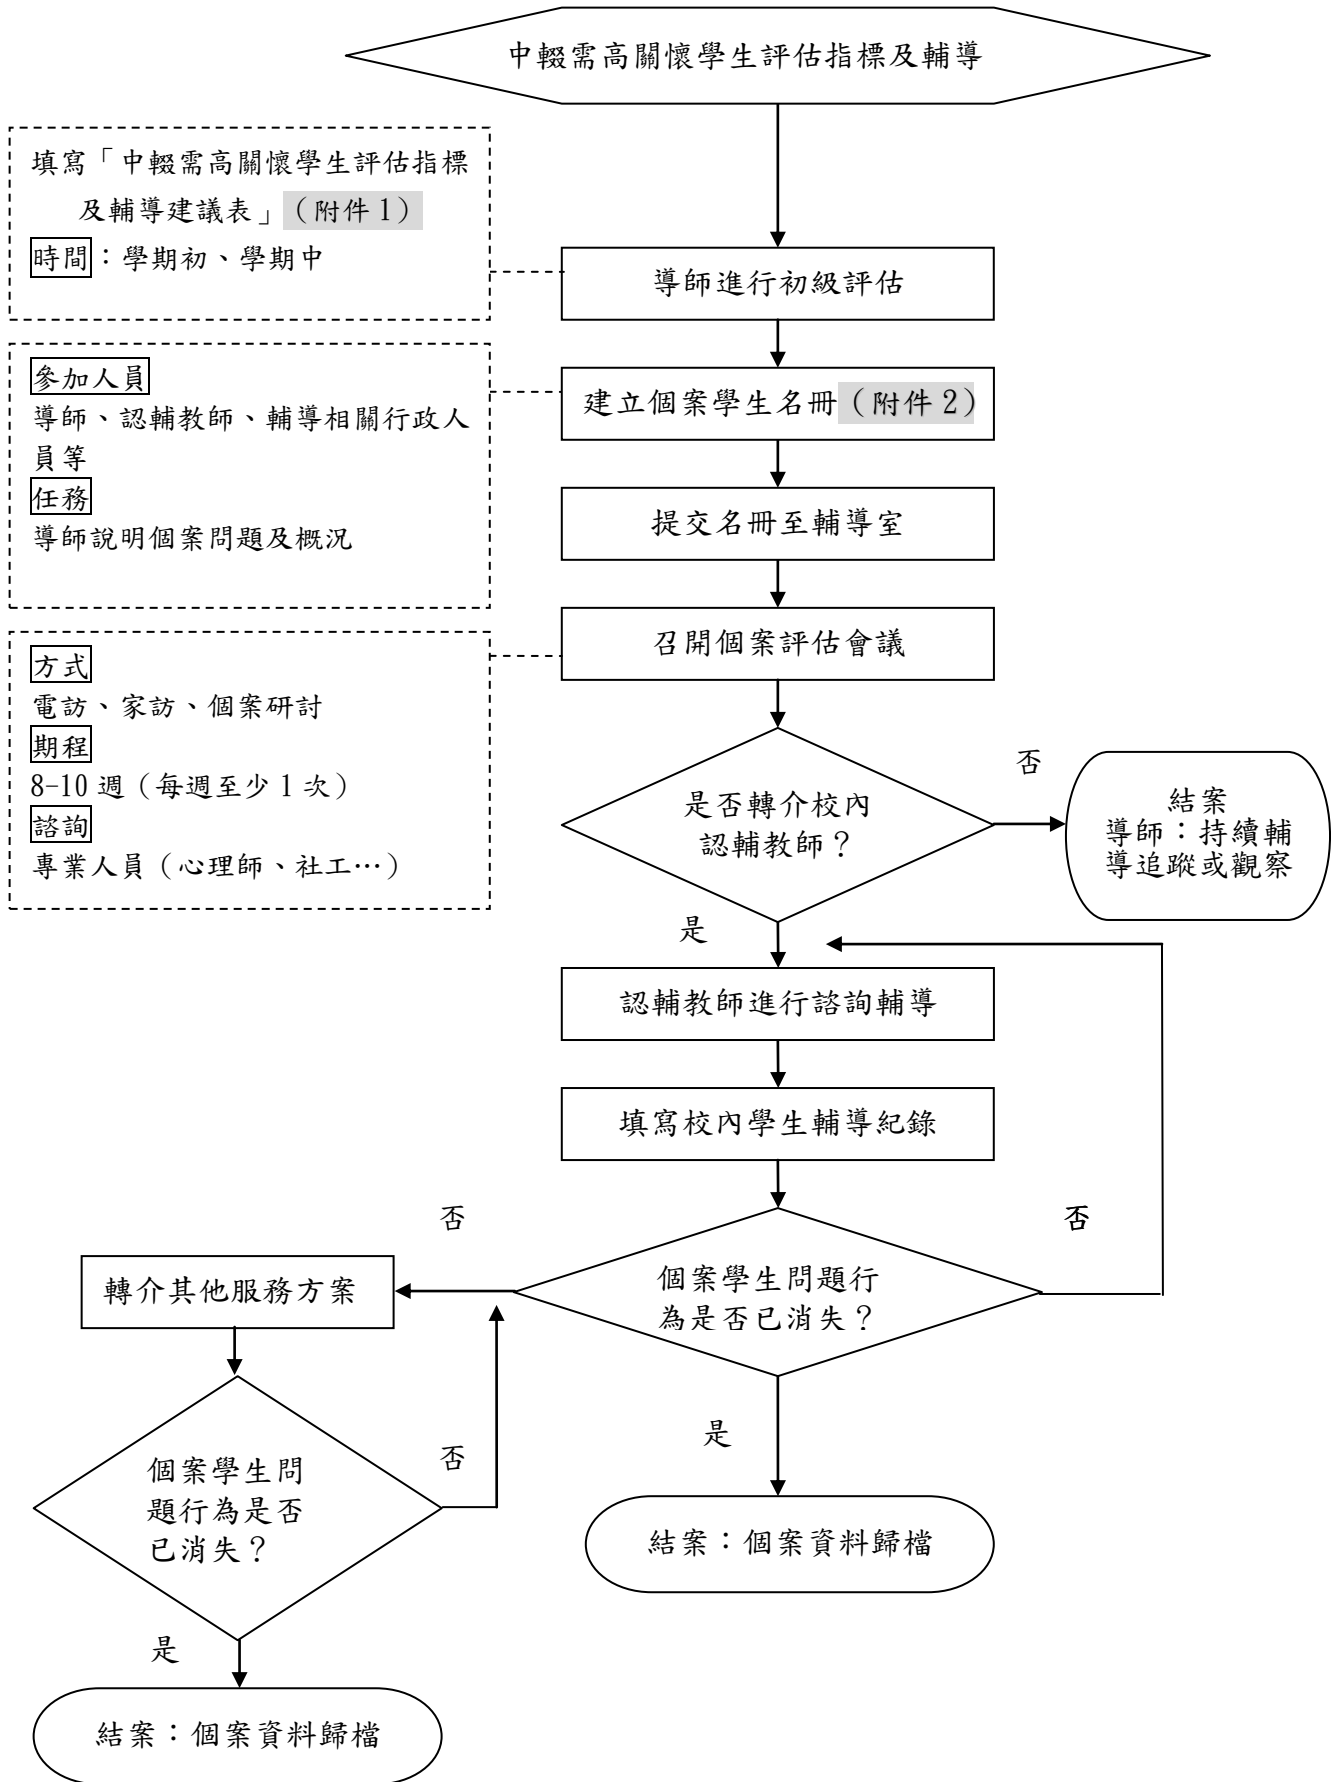 中輟需高關懷學生評估指標及輔導
填寫「中輟需高關懷學生評估指標
及輔導建議表」（附件 1）
時間：學期初、學期中
導師進行初級評估
參加人員
導師、認輔教師、輔導相關行政人
員等
任務
導師說明個案問題及概況
建立個案學生名冊（附件 2）
提交名冊至輔導室
召開個案評估會議
方式
電訪、家訪、個案研討
期程
8-10 週（每週至少 1 次）
諮詢
專業人員（心理師、社工…）
是否轉介校內
認輔教師？
否
結案
導師：持續輔
導追蹤或觀察
是
認輔教師進行諮詢輔導
填寫校內學生輔導紀錄
否
否
個案學生問題行
為是否已消失？
轉介其他服務方案
是
否
個案學生問
題行為是否
已消失？
結案：個案資料歸檔
是
結案：個案資料歸檔